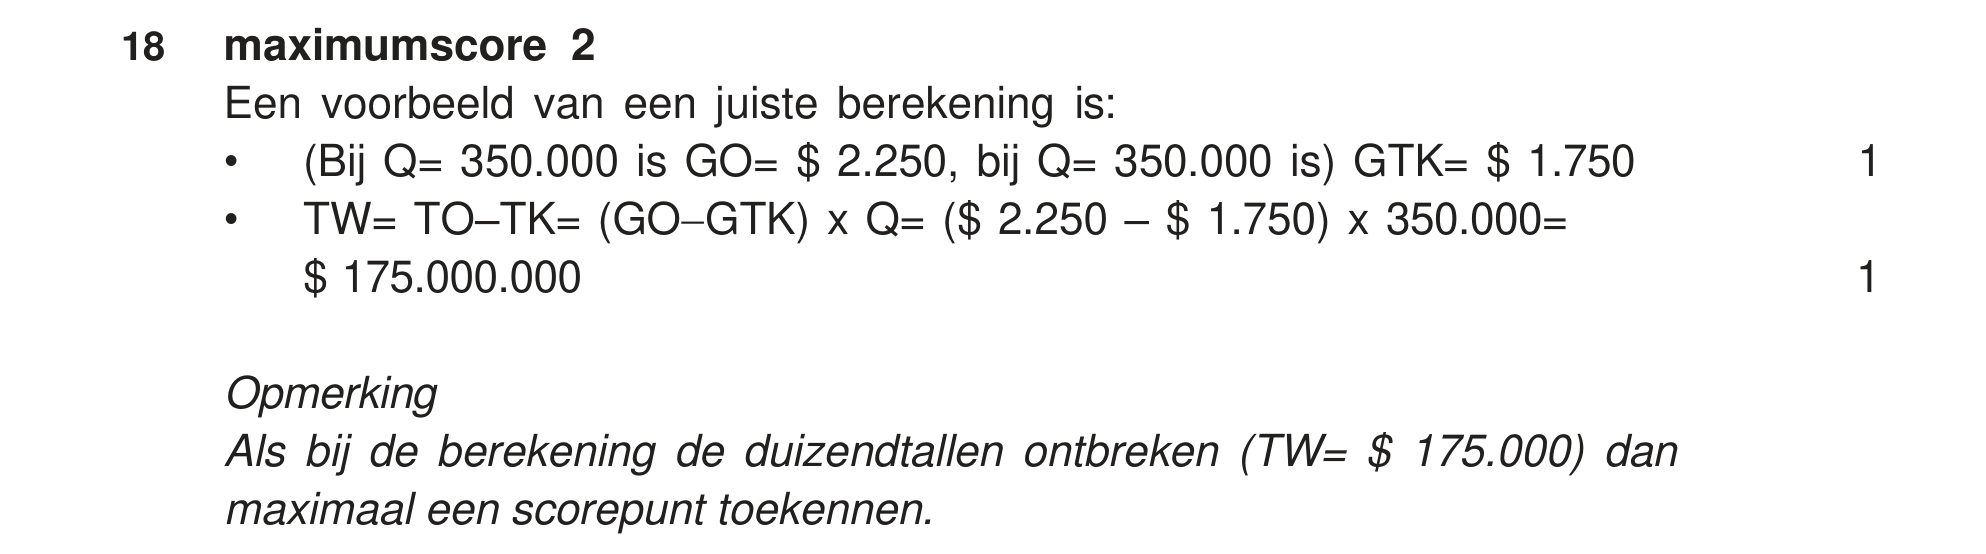 18 maximumscore 2
Een voorbeeld van een juiste berekening is:
• (Bij Q= 350.000 is GO= $ 2.250, bij Q= 350.000 is) GTK= $ 1.750 1
• TW= TO–TK= (GO–GTK) x Q= ($ 2.250 – $ 1.750) x 350.000=
$ 175.000.000 1
Opmerking
Als bij de berekening de duizendtallen ontbreken (TW= $ 175.000) dan
maximaal een scorepunt toekennen.